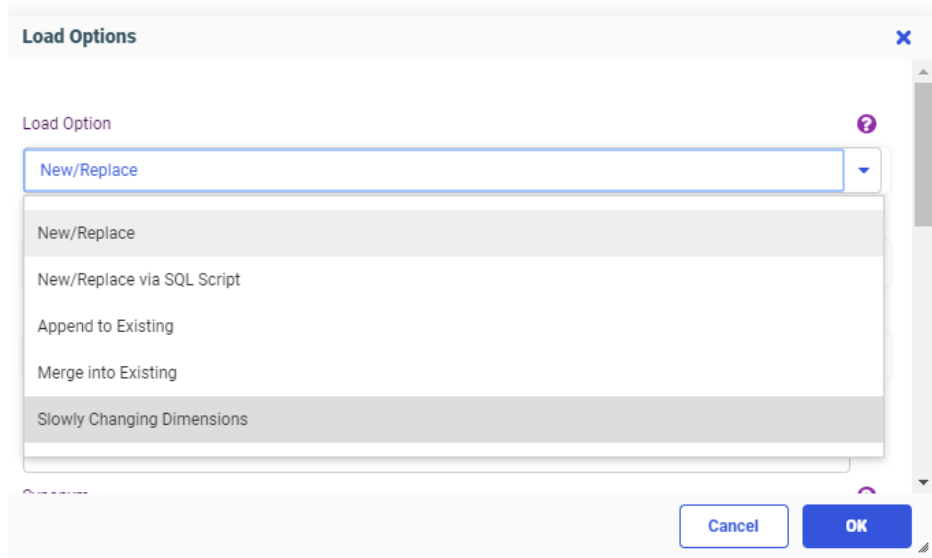 Load Options
Load Option
New/Replace
New/Replace
New/Replace via SQL Script
Append to Existing
Merge into Existing
Slowly Changing Dimensions
Cancel
OK